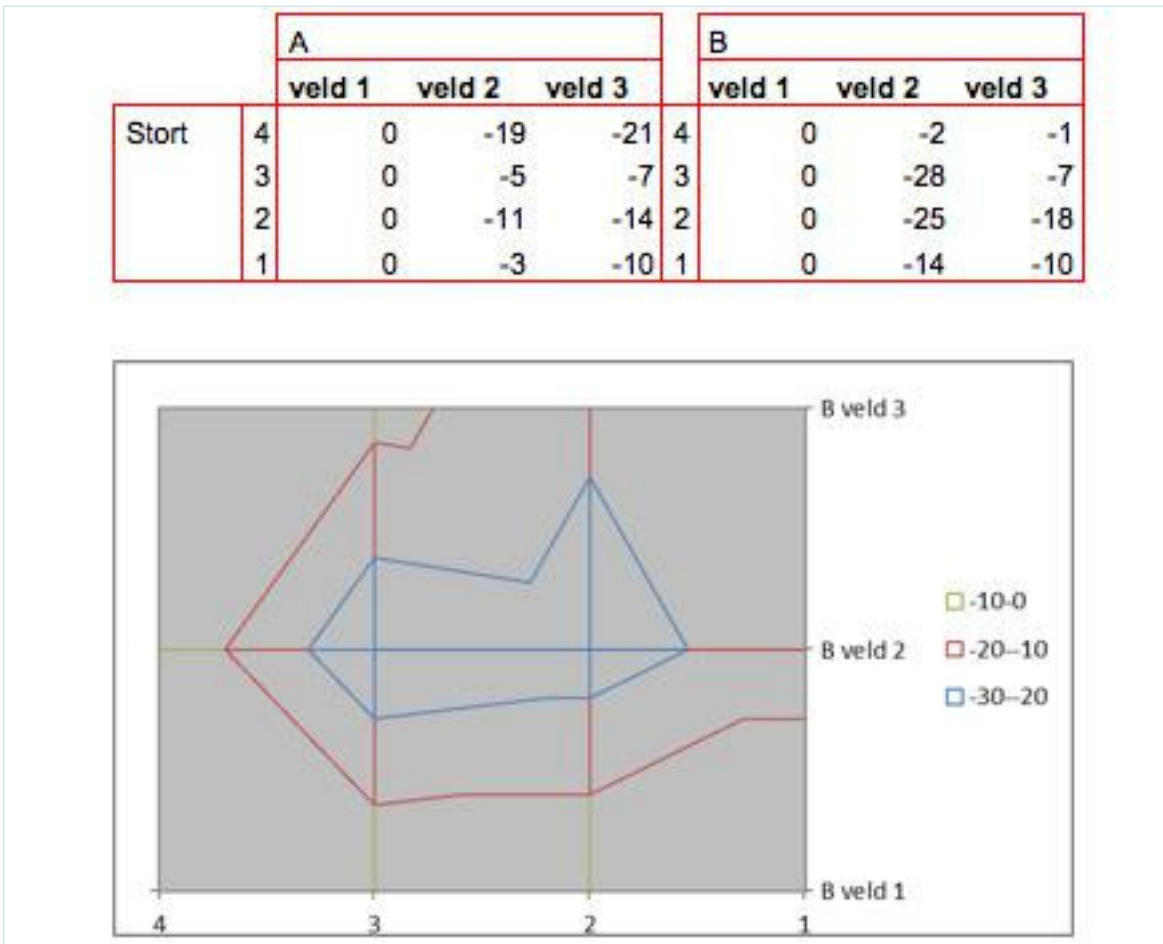 A B
veld 1 veld 2 veld 3 veld 1 veld 2 veld 3
Stort 4 0 -19 -21 4 0 -2 -1
3 0 -5 -7 3 0 -28 -7
2 0 -11 -14 2 0 -25 -18
1 0 -3 -10 1 0 -14 -10
B veld 3
-10-0
B veld 2
-20--10
-30--20
B veld 1
4 3 2 1